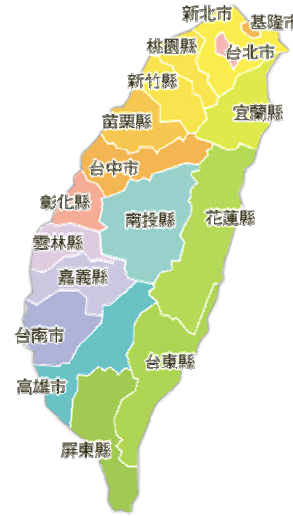 新北市
基隆市
桃園縣
台北市
新竹縣
宜蘭縣
苗栗縣
台中市
彰化縣
南投縣
花蓮縣
雲林縣
嘉義縣
台南市
台東縣
高雄市
屏東縣